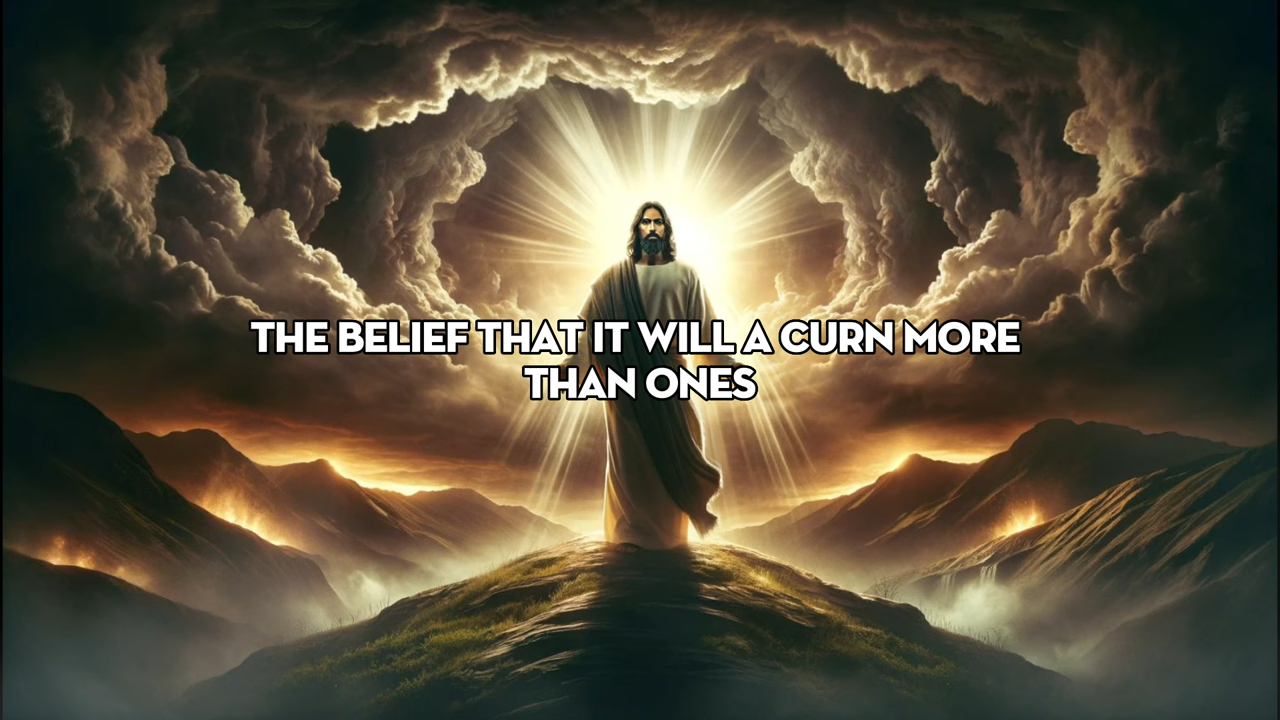 THE BELIEF THAT IT WILL A CURN MORE
THAN ONES